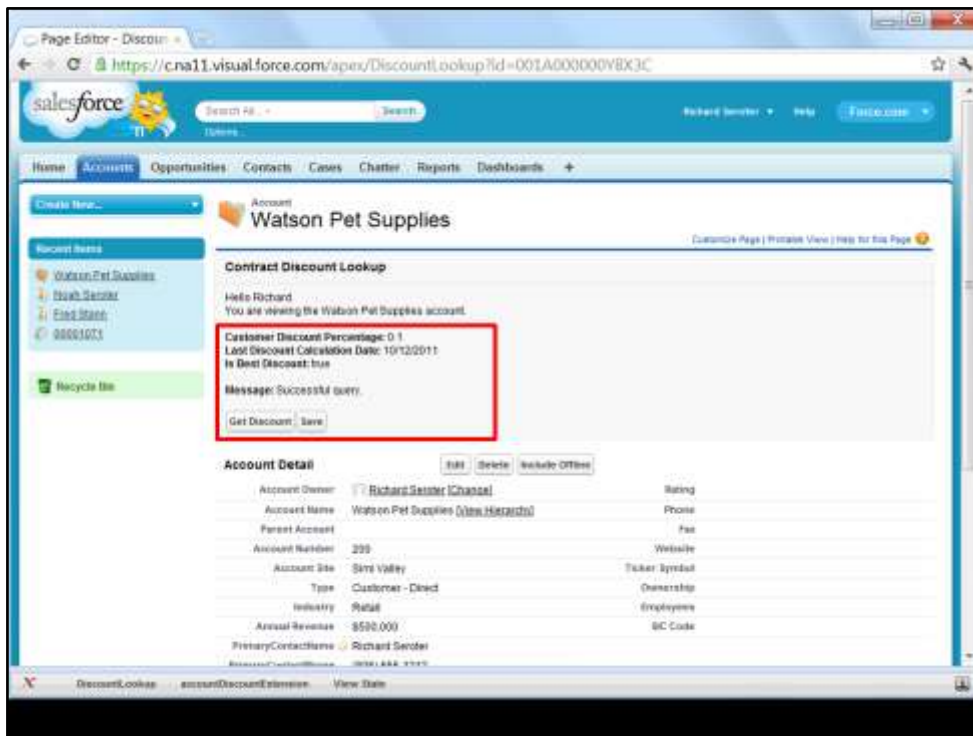 Page Editor - Discour
https://c.na11.visual.force.com/apex/DiscountLookup?id=001A000000YBX3C
salesforce
Search All...
Search
Options...
Help
Force.com
Home Accounts Opportunities Contacts Cases Chatter Reports Dashboards +
Create New...
Account
Watson Pet Supplies
Customize Page | Printable View | Help for this Page
Recent Items
Watson Pet Supplies
Fred Mann
00001071
Recycle Bin
Contract Discount Lookup
Hello Richard
You are viewing the Watson Pet Supplies account.
Customer Discount Percentage: 0.1
Last Discount Calculation Date: 10/12/2011
Is Best Discount: true
Message: Successful query.
Get Discount Save
Account Detail Edit Delete Include Offline
Account Owner Richard Seroter [Change] Rating
Account Name Watson Pet Supplies [View Hierarchy] Phone
Parent Account Fax
Account Number 200 Website
Account Site Simi Valley Ticker Symbol
Type Customer - Direct Ownership
Industry Retail Employees
Annual Revenue $500,000 SIC Code
PrimaryContactName Richard Seroter
DiscountLookup accountDiscountExtension View State